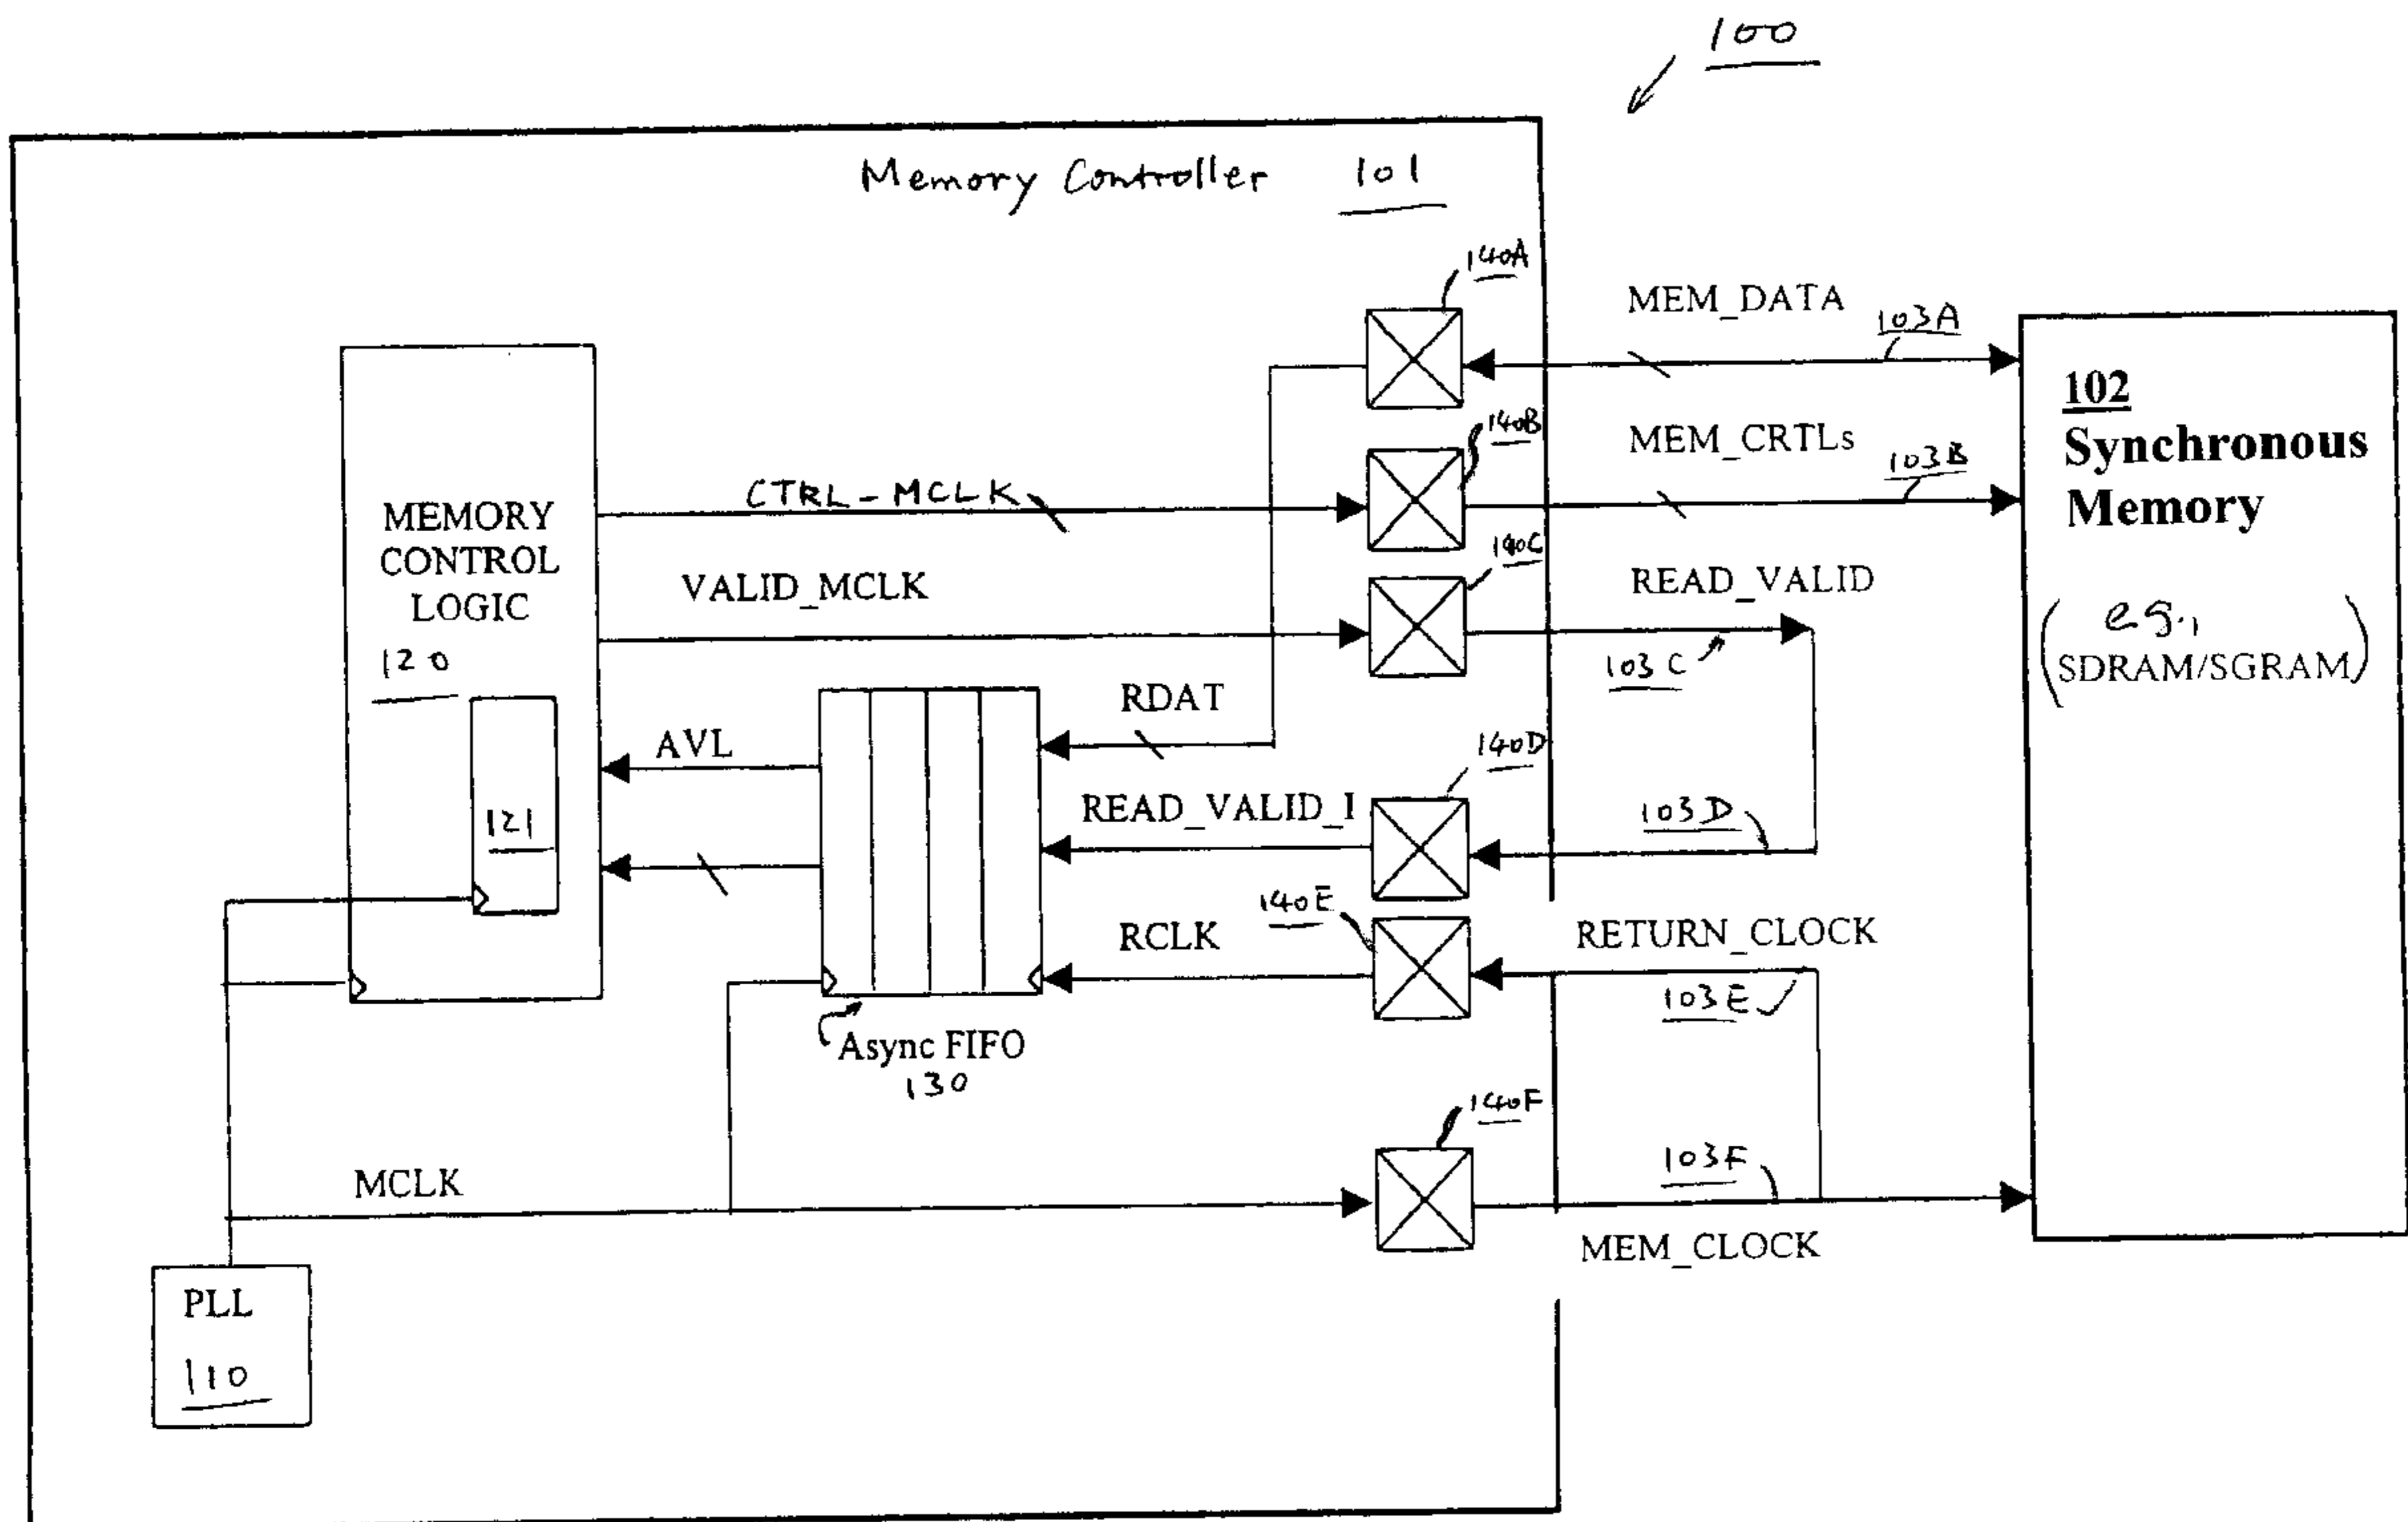 100
Memory Controller 101
140A
MEM_DATA
103A
102
Synchronous
Memory
(e.g.,
SDRAM/SGRAM)
140B
MEM_CRTLs
103B
CTRL-MCLK
MEMORY
CONTROL
LOGIC
120
140C
VALID_MCLK
READ_VALID
103C
RDAT
AVL
140D
121
READ_VALID_I
103D
140E
RCLK
RETURN_CLOCK
103E
Async FIFO
130
140F
MCLK
103F
MEM_CLOCK
PLL
110